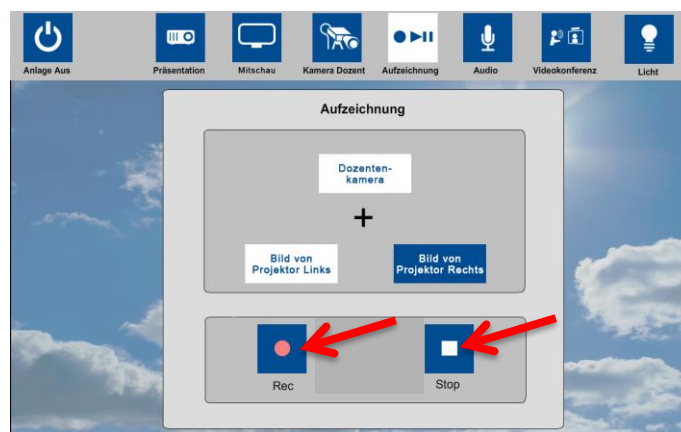 Anlage Aus
Präsentation
Mitschau
Kamera Dozent
Aufzeichnung
Audio
Videokonferenz
Licht
Aufzeichnung
Dozenten-
kamera
+
Bild von
Projektor Links
Bild von
Projektor Rechts
Rec
Stop